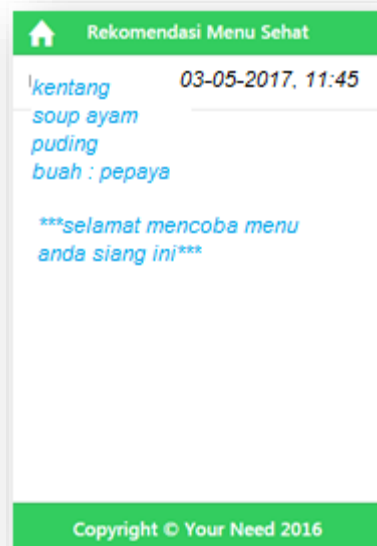 Rekomendasi Menu Sehat
kentang 03-05-2017, 11:45
soup ayam
puding
buah : pepaya
***selamat mencoba menu
anda siang ini***
Copyright © Your Need 2016